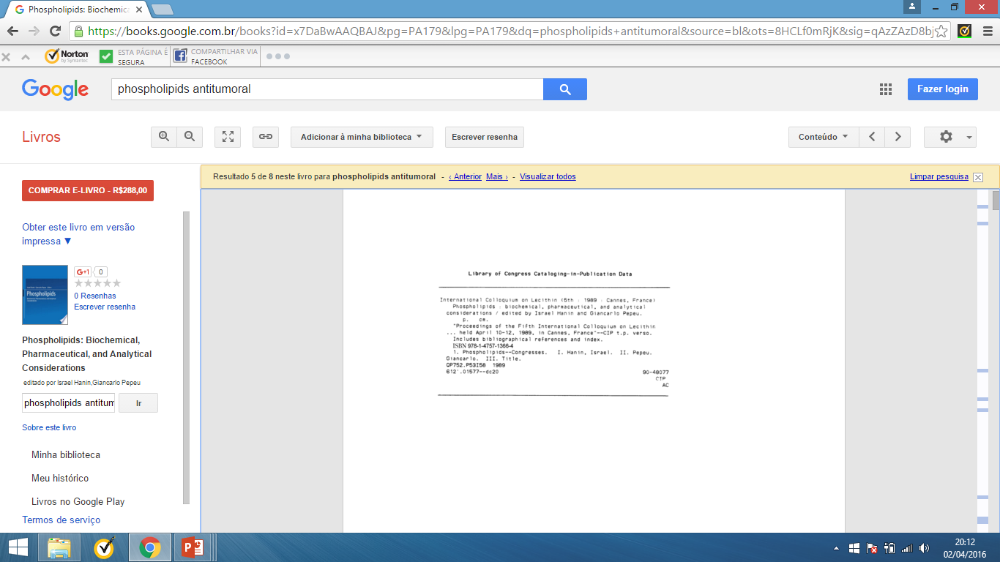 Phospholipids: Biochemic
https://books.google.com.br/books?id=x7DaBwAAQBAJ&pg=PA179&lpg=PA179&dq=phospholipids+antitumoral&source=bl&ots=8HCLf0mRjK&sig=qAzZAzD8bj
Norton
by Symantec
ESTA PÁGINA É
SEGURA
COMPARTILHAR VIA
FACEBOOK
Google
phospholipids antitumoral
Fazer login
Livros
Adicionar à minha biblioteca
Escrever resenha
Conteúdo
Resultado 5 de 8 neste livro para phospholipids antitumoral - ‹ Anterior Mais › - Visualizar todos
Limpar pesquisa
COMPRAR E-LIVRO - R$288,00
Obter este livro em versão
impressa ▼
Phospholipids
G+1 0
0 Resenhas
Escrever resenha
Phospholipids: Biochemical,
Pharmaceutical, and Analytical
Considerations
editado por Israel Hanin,Giancarlo Pepeu
phospholipids antitum
Ir
Sobre este livro
Minha biblioteca
Meu histórico
Livros no Google Play
Termos de serviço
Library of Congress Cataloging-in-Publication Data
International Colloquium on Lecithin (5th : 1989 : Cannes, France)
Phospholipids : biochemical, pharmaceutical, and analytical
considerations / edited by Israel Hanin and Giancarlo Pepeu.
p. cm.
"Proceedings of the Fifth International Colloquium on Lecithin
... held April 10-12, 1989, in Cannes, France"--CIP t.p. verso.
Includes bibliographical references and index.
ISBN 978-1-4757-1366-4
1. Phospholipids--Congresses. I. Hanin, Israel. II. Pepeu,
Giancarlo. III. Title.
QP752.P53I58 1989
612'.01577--dc20 90-48077
CIP
AC
20:12
02/04/2016